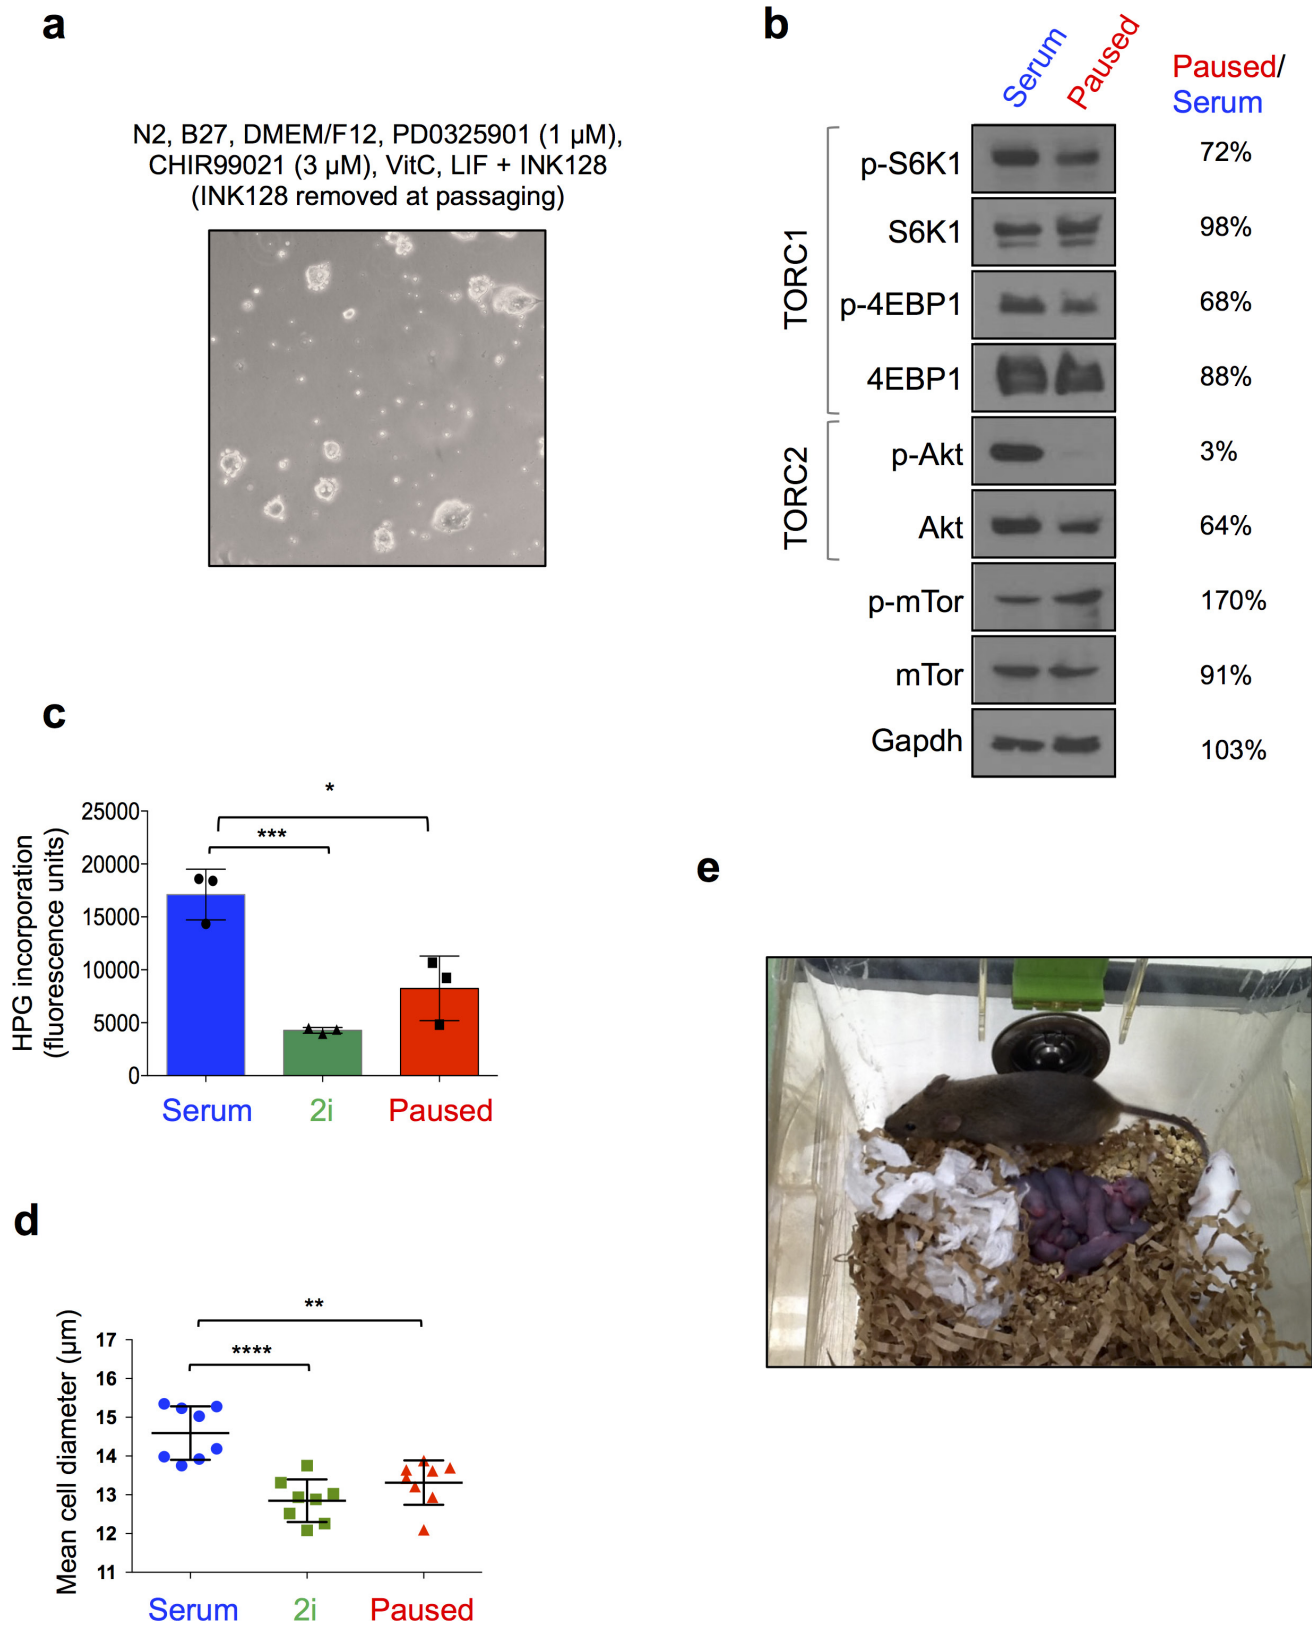 a
N2, B27, DMEM/F12, PD0325901 (1 µM),
CHIR99021 (3 µM), VitC, LIF + INK128
(INK128 removed at passaging)
b
Serum
Paused
Paused/
Serum
TORC1
p-S6K1
72%
S6K1
98%
p-4EBP1
68%
4EBP1
88%
TORC2
p-Akt
3%
Akt
64%
p-mTor
170%
mTor
91%
Gapdh
103%
c
HPG incorporation
(fluorescence units)
25000
20000
15000
10000
5000
0
*
***
Serum
2i
Paused
d
Mean cell diameter (µm)
17
16
15
14
13
12
11
**
****
Serum
2i
Paused
e